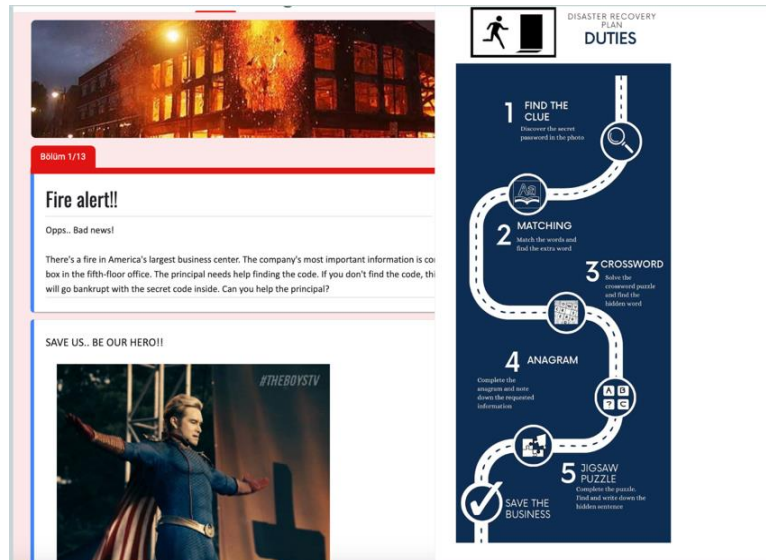 Bölüm 1/13
Fire alert!!
Opps.. Bad news!
There's a fire in America's largest business center. The company's most important information is
box in the fifth-floor office. The principal needs help finding the code. If you don't find the code,
will go bankrupt with the secret code inside. Can you help the principal?
SAVE US.. BE OUR HERO!!
#THEBOYSTV
DISASTER RECOVERY
PLAN
DUTIES
1 FIND THE
CLUE
Discover the secret
password in the photo
Aa
2 MATCHING
Match the words and
find the extra word
3 CROSSWORD
Solve the
crossword puzzle
and find the
hidden word
4 ANAGRAM
Complete the
anagram and note
down the requested
information
A B
? C
5 JIGSAW
PUZZLE
Complete the puzzle.
Find and write down the
hidden sentence
SAVE THE
BUSINESS